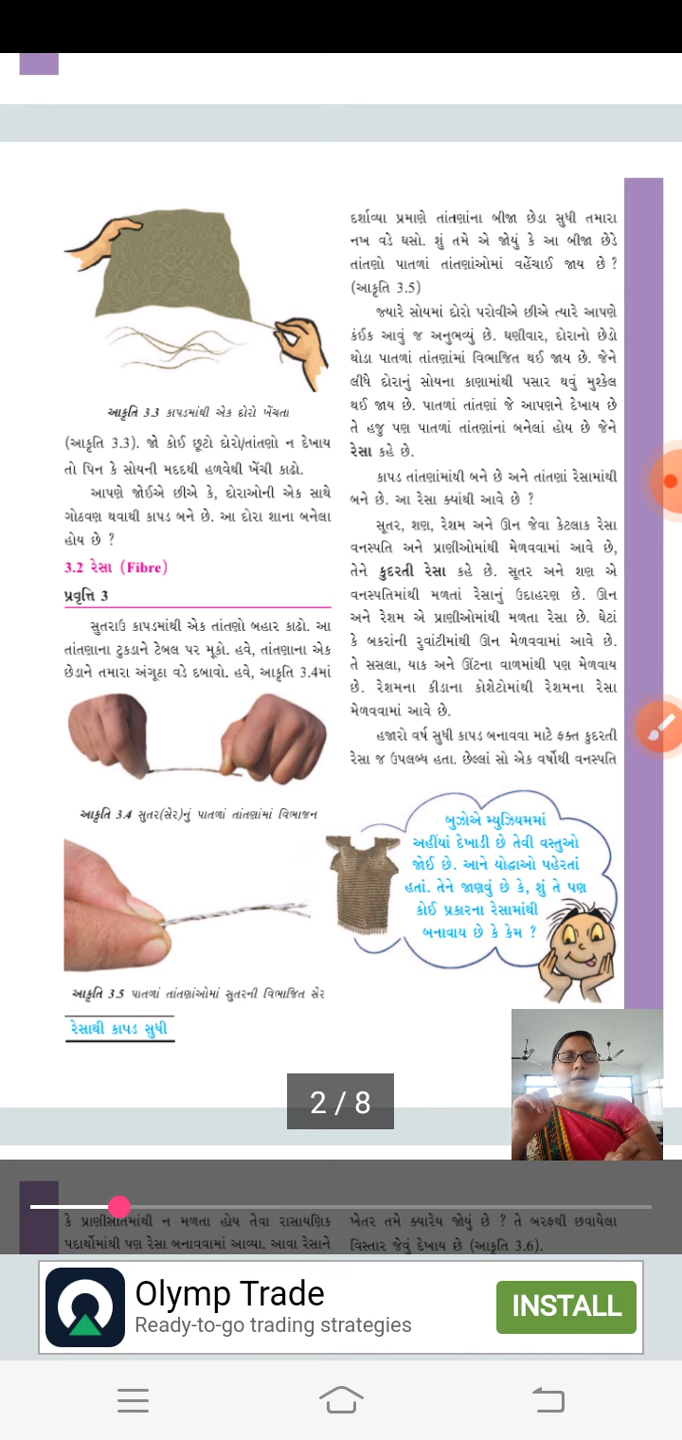 આકૃતિ 3.3 કાપડમાંથી એક દોરો ખેંચતા
(આકૃતિ 3.3). જો કોઈ છૂટો દોરો/તાંતણો ન દેખાય
તો પિન કે સોયની મદદથી હળવેથી ખેંચી કાઢો.
આપણે જોઈએ છીએ કે, દોરાઓની એક સાથે
ગોઠવણ થવાથી કાપડ બને છે. આ દોરા શાના બનેલા
હોય છે ?
3.2 રેસા (Fibre)
પ્રવૃત્તિ 3
સુતરાઉ કાપડમાંથી એક તાંતણો બહાર કાઢો. આ
તાંતણાના ટુકડાને ટેબલ પર મૂકો. હવે, તાંતણાના એક
છેડાને તમારા અંગૂઠા વડે દબાવો. હવે, આકૃતિ 3.4માં
આકૃતિ 3.4 સુતર(સેર)નું પાતળાં તાંતણાંમાં વિભાજન
આકૃતિ 3.5 પાતળાં તાંતણાંઓમાં સુતરની વિભાજિત સેર
રેસાથી કાપડ સુધી
દર્શાવ્યા પ્રમાણે તાંતણાંના બીજા છેડા સુધી તમારા
નખ વડે ઘસો. શું તમે એ જોયું કે આ બીજા છેડે
તાંતણો પાતળાં તાંતણાંઓમાં વહેંચાઈ જાય છે ?
(આકૃતિ 3.5)
જ્યારે સોયમાં દોરો પરોવીએ છીએ ત્યારે આપણે
કંઈક આવું જ અનુભવ્યું છે. ઘણીવાર, દોરાનો છેડો
થોડા પાતળાં તાંતણાંમાં વિભાજિત થઈ જાય છે. જેને
લીધે દોરાનું સોયના કાણામાંથી પસાર થવું મુશ્કેલ
થઈ જાય છે. પાતળાં તાંતણાં જે આપણને દેખાય છે
તે હજુ પણ પાતળાં તાંતણાંનાં બનેલાં હોય છે જેને
રેસા કહે છે.
કાપડ તાંતણાંમાંથી બને છે અને તાંતણાં રેસામાંથી
બને છે. આ રેસા ક્યાંથી આવે છે ?
સૂતર, શણ, રેશમ અને ઊન જેવા કેટલાક રેસા
વનસ્પતિ અને પ્રાણીઓમાંથી મેળવવામાં આવે છે,
તેને કુદરતી રેસા કહે છે. સૂતર અને શણ એ
વનસ્પતિમાંથી મળતાં રેસાનું ઉદાહરણ છે. ઊન
અને રેશમ એ પ્રાણીઓમાંથી મળતા રેસા છે. ઘેટાં
કે બકરાંની રુવાંટીમાંથી ઊન મેળવવામાં આવે છે.
તે સસલા, યાક અને ઊંટના વાળમાંથી પણ મેળવાય
છે. રેશમના કીડાના કોશેટોમાંથી રેશમના રેસા
મેળવવામાં આવે છે.
હજારો વર્ષ સુધી કાપડ બનાવવા માટે ફક્ત કુદરતી
રેસા જ ઉપલબ્ધ હતા. છેલ્લાં સો એક વર્ષોથી વનસ્પતિ
બુઝોએ મ્યુઝિયમમાં
અહીંયાં દેખાડી છે તેવી વસ્તુઓ
જોઈ છે. આને યોદ્ધાઓ પહેરતાં
હતાં. તેને જાણવું છે કે, શું તે પણ
કોઈ પ્રકારના રેસામાંથી
બનાવાય છે કે કેમ ?
2 / 8
કે પ્રાણીસ્રોતમાંથી ન મળતા હોય તેવા રાસાયણિક
પદાર્થોમાંથી પણ રેસા બનાવવામાં આવ્યા. આવા રેસાને
ખેતર તમે ક્યારેય જોયું છે ? તે બરફથી છવાયેલા
વિસ્તાર જેવું દેખાય છે (આકૃતિ 3.6).
Olymp Trade
Ready-to-go trading strategies
INSTALL